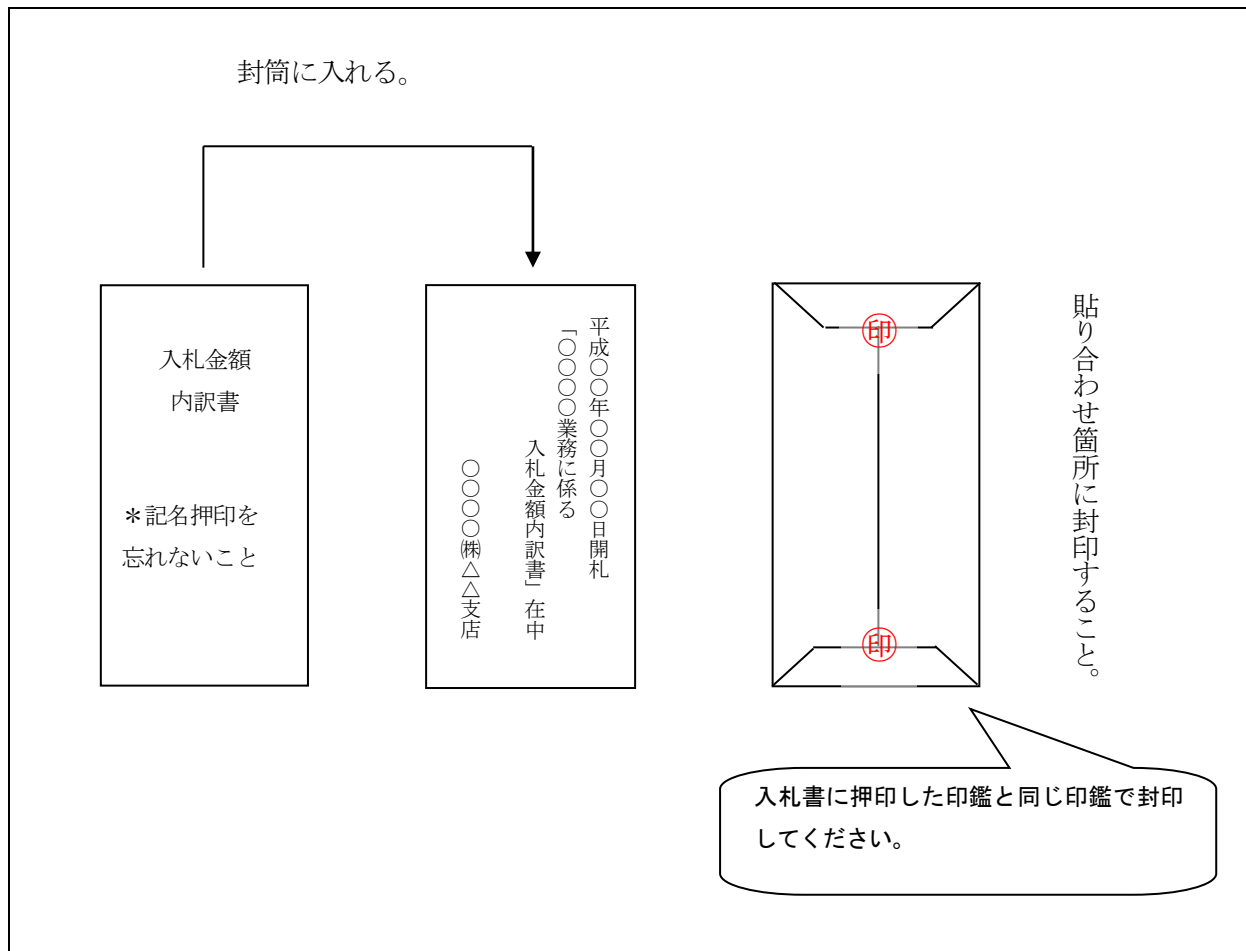 封筒に入れる。
入札金額
内訳書
＊記名押印を
忘れないこと
平成〇〇年〇〇月〇〇日開札
「〇〇〇〇業務に係る
入札金額内訳書」在中
〇〇〇〇㈱△△支店
印
印
貼り合わせ箇所に封印すること。
入札書に押印した印鑑と同じ印鑑で封印
してください。